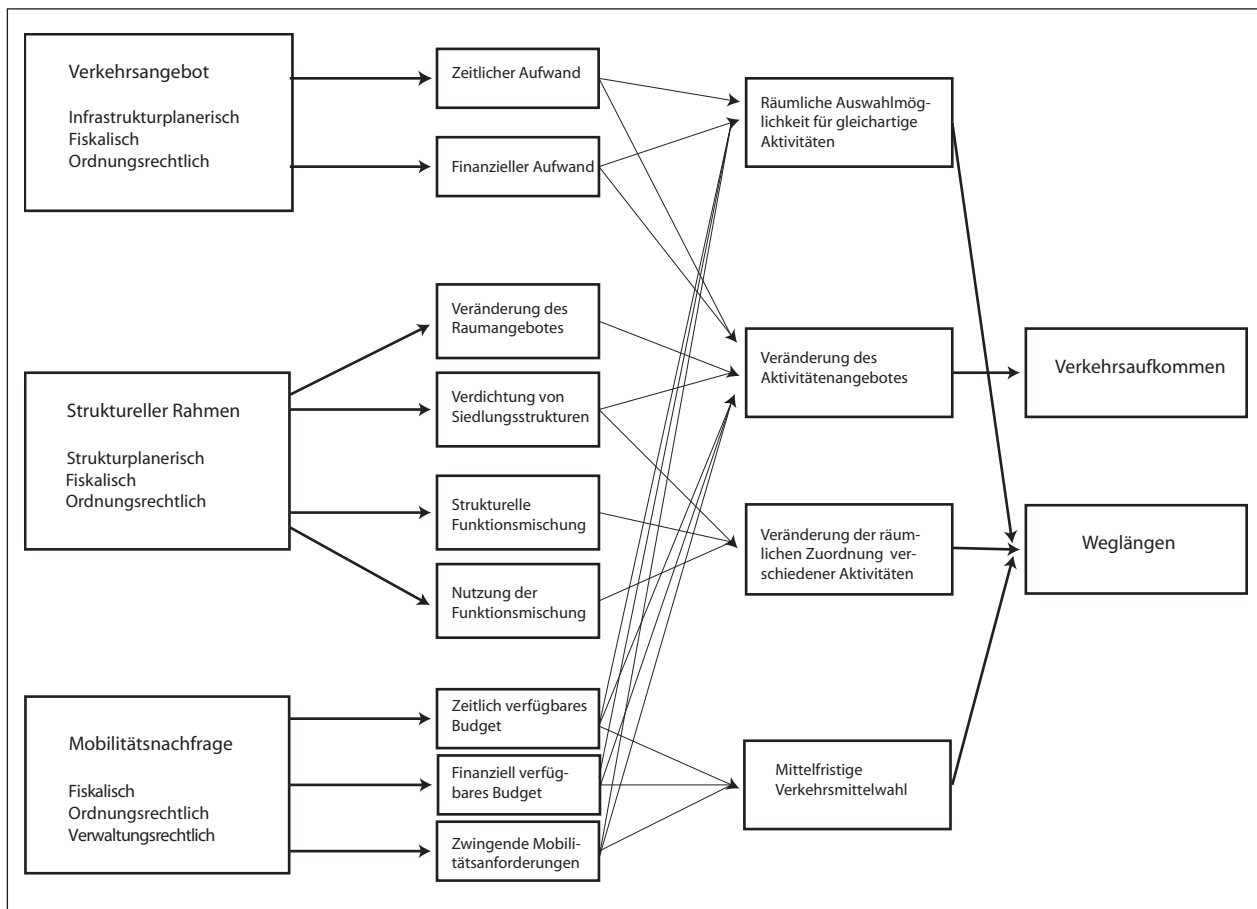 Verkehrsangebot
Infrastrukturplanerisch
Fiskalisch
Ordnungsrechtlich
Struktureller Rahmen
Strukturplanerisch
Fiskalisch
Ordnungsrechtlich
Mobilitätsnachfrage
Fiskalisch
Ordnungsrechtlich
Verwaltungsrechtlich
Zeitlicher Aufwand
Finanzieller Aufwand
Veränderung des
Raumangebotes
Verdichtung von
Siedlungsstrukturen
Strukturelle
Funktionsmischung
Nutzung der
Funktionsmischung
Zeitlich verfügbares
Budget
Finanziell verfüg-
bares Budget
Zwingende Mobili-
tätsanforderungen
Räumliche Auswahlmög-
lichkeit für gleichartige
Aktivitäten
Veränderung des
Aktivitätenangebotes
Veränderung der räum-
lichen Zuordnung ver-
schiedener Aktivitäten
Mittelfristige
Verkehrsmittelwahl
Verkehrsaufkommen
Weglängen